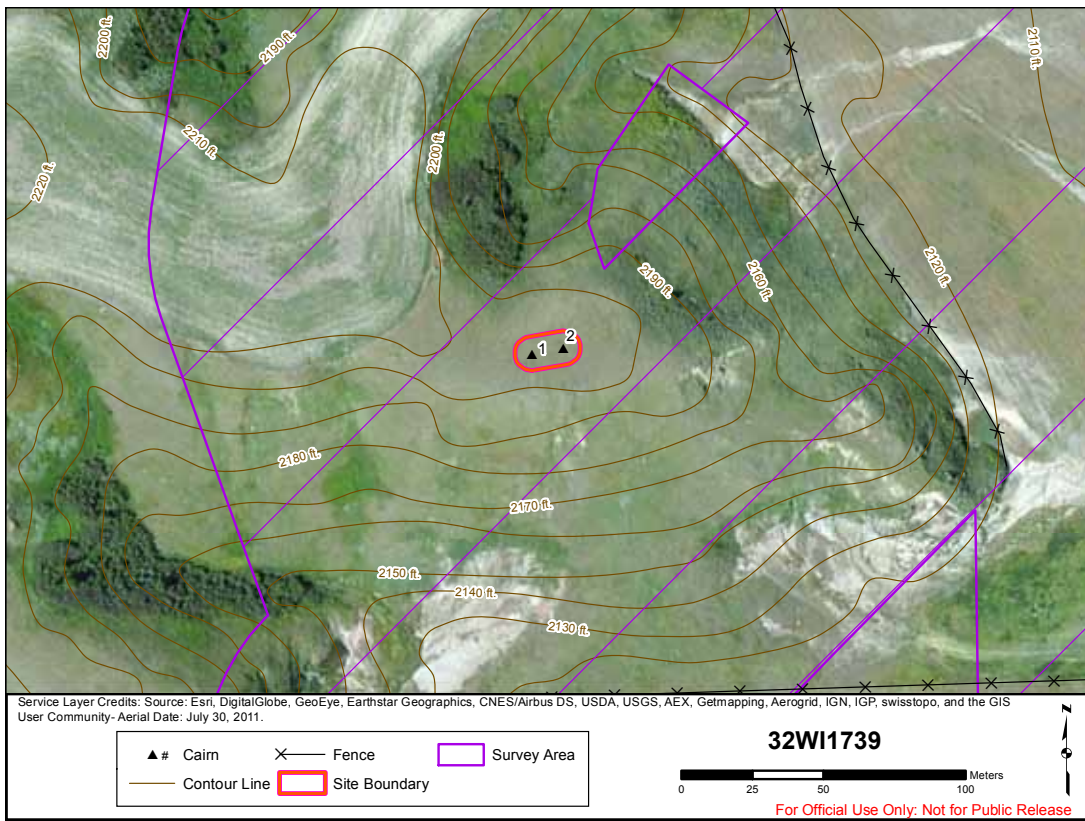 2200 ft.
2190 ft.
2110 ft.
2210 ft.
2200 ft.
2220 ft.
2190 ft.
2160 ft.
2120 ft.
1
2
2180 ft.
2170 ft.
2150 ft.
2140 ft.
2130 ft.
Service Layer Credits: Source: Esri, DigitalGlobe, GeoEye, Earthstar Geographics, CNES/Airbus DS, USDA, USGS, AEX, Getmapping, Aerogrid, IGN, IGP, swisstopo, and the GIS
User Community- Aerial Date: July 30, 2011.
# Cairn
Fence
Survey Area
Contour Line
Site Boundary
32WI1739
Meters
0 25 50 100
N
For Official Use Only: Not for Public Release